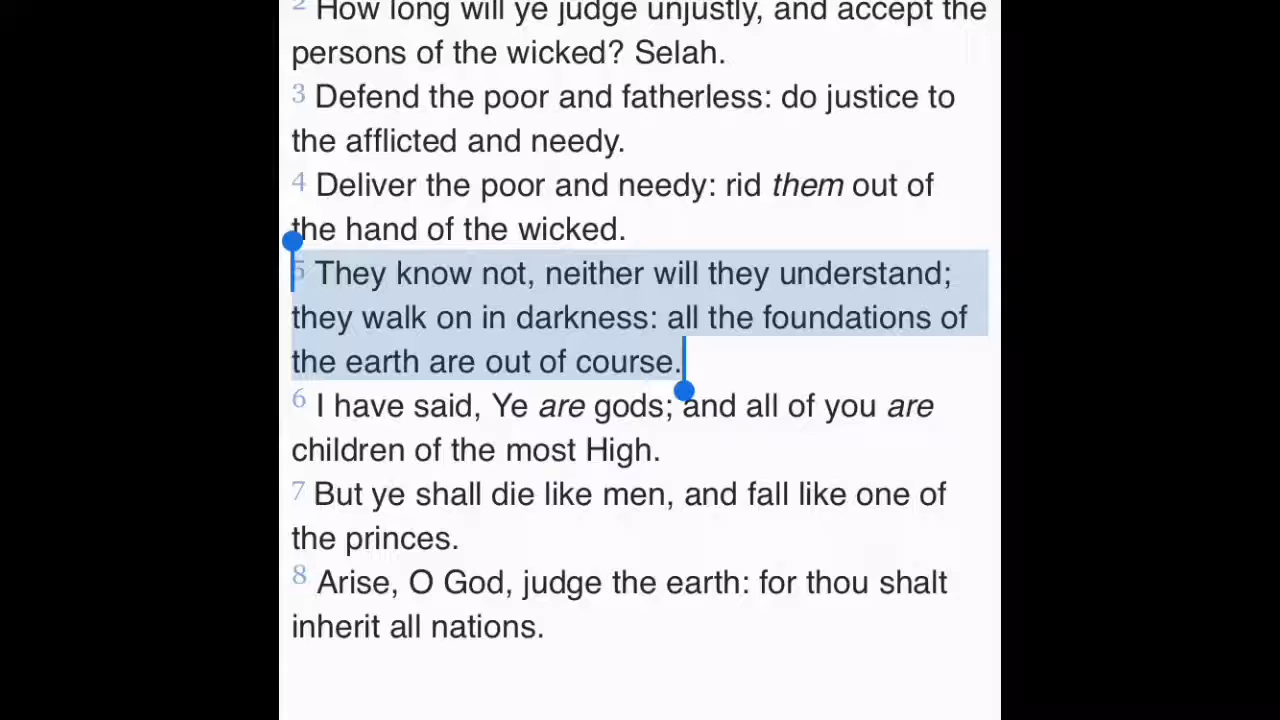 2 How long will ye judge unjustly, and accept the
persons of the wicked? Selah.
3 Defend the poor and fatherless: do justice to
the afflicted and needy.
4 Deliver the poor and needy: rid them out of
the hand of the wicked.
5 They know not, neither will they understand;
they walk on in darkness: all the foundations of
the earth are out of course.
6 I have said, Ye are gods; and all of you are
children of the most High.
7 But ye shall die like men, and fall like one of
the princes.
8 Arise, O God, judge the earth: for thou shalt
inherit all nations.